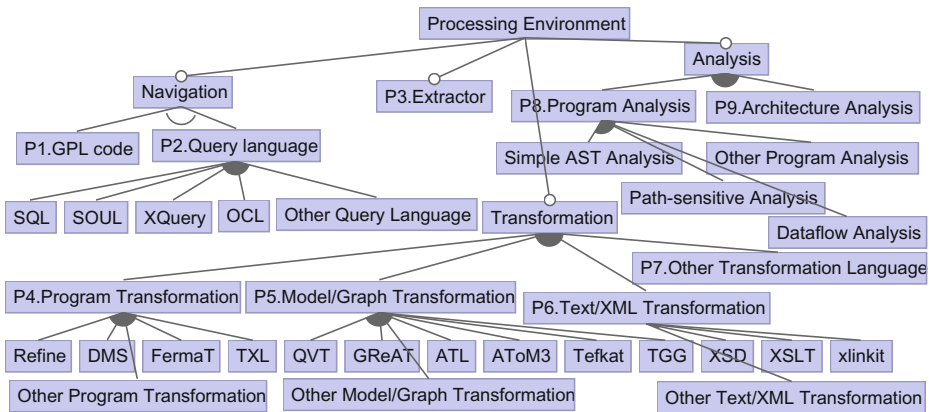 Processing Environment
Analysis
Navigation
P3.Extractor
P8.Program Analysis
P9.Architecture Analysis
P1.GPL code
P2.Query language
Simple AST Analysis
Other Program Analysis
Path-sensitive Analysis
SQL
SOUL
XQuery
OCL
Other Query Language
Transformation
Dataflow Analysis
P7.Other Transformation Language
P4.Program Transformation
P5.Model/Graph Transformation
P6.Text/XML Transformation
Refine
DMS
FermaT
TXL
QVT
GReAT
ATL
AToM3
Tefkat
TGG
XSD
XSLT
xlinkit
Other Program Transformation
Other Model/Graph Transformation
Other Text/XML Transformation